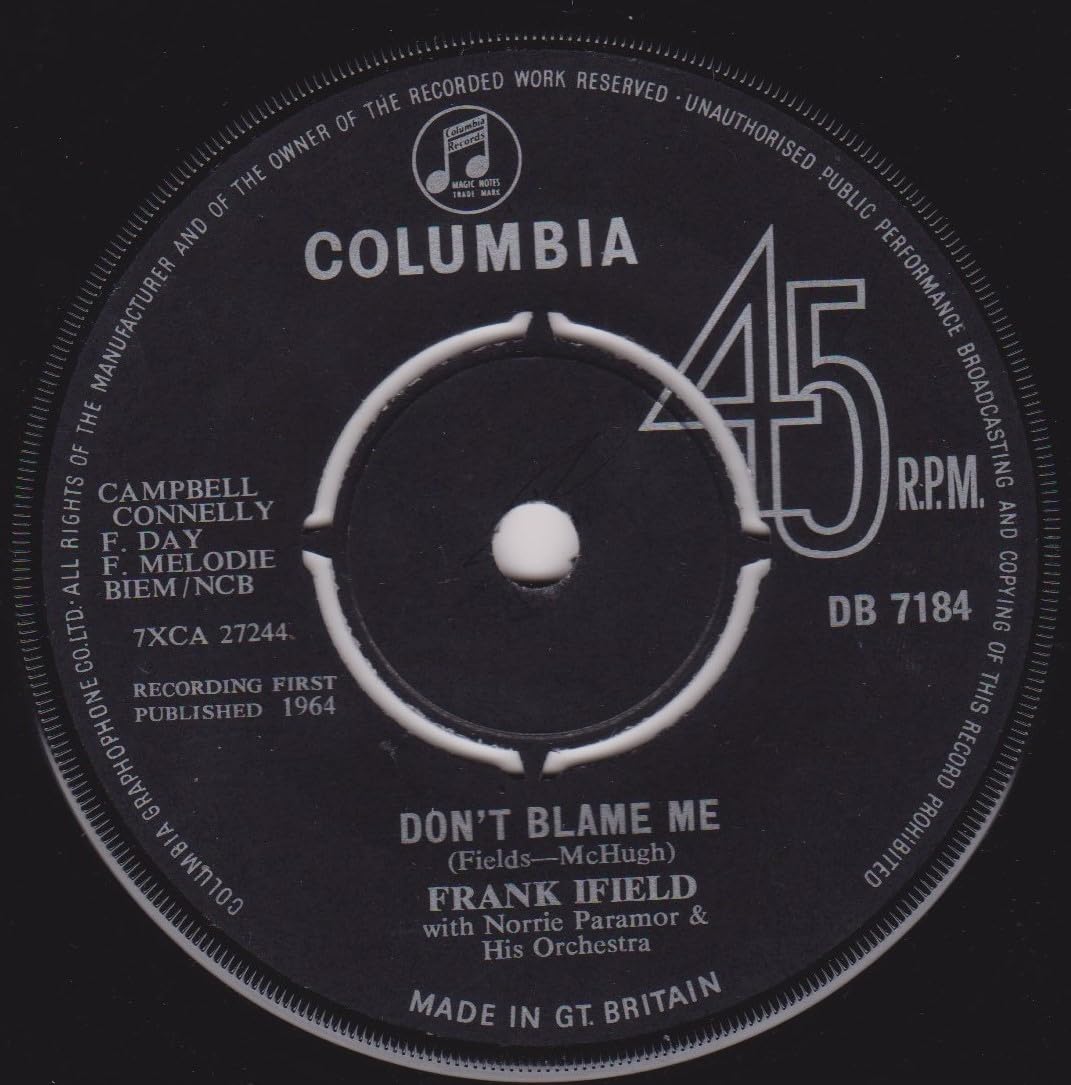 COLUMBIA GRAPHOPHONE CO.LTD· ALL RIGHTS OF THE MANUFACTURER AND OF THE OWNER OF THE RECORDED WORK RESERVED · UNAUTHORISED PUBLIC PERFORMANCE BROADCASTING AND COPYING OF THIS RECORD PROHIBITED
Columbia
Records
MAGIC NOTES
TRADE MARK
COLUMBIA
45
R.P.M.
CAMPBELL
CONNELLY
F. DAY
F. MELODIE
BIEM/NCB
7XCA 27244.
DB 7184
RECORDING FIRST
PUBLISHED 1964
DON'T BLAME ME
(Fields—McHugh)
FRANK IFIELD
with Norrie Paramor &
His Orchestra
MADE IN GT. BRITAIN